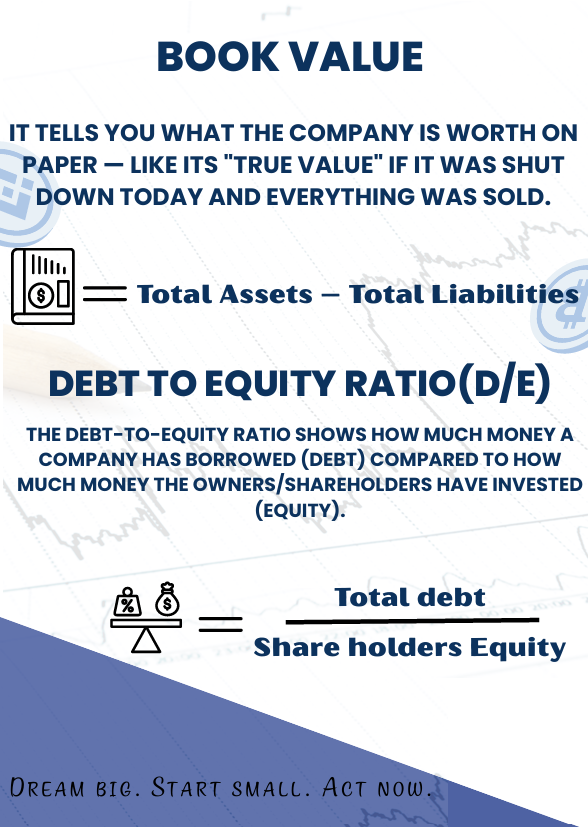 BOOK VALUE
IT TELLS YOU WHAT THE COMPANY IS WORTH ON
PAPER — LIKE ITS "TRUE VALUE" IF IT WAS SHUT
DOWN TODAY AND EVERYTHING WAS SOLD.
$ = Total Assets – Total Liabilities
DEBT TO EQUITY RATIO(D/E)
THE DEBT-TO-EQUITY RATIO SHOWS HOW MUCH MONEY A
COMPANY HAS BORROWED (DEBT) COMPARED TO HOW
MUCH MONEY THE OWNERS/SHAREHOLDERS HAVE INVESTED
(EQUITY).
% $ =
Total debt
Share holders Equity
Dream big. Start small. Act now.